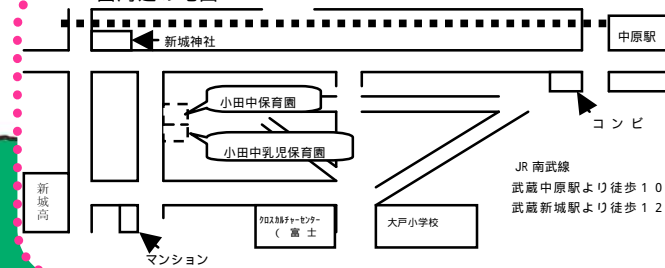 中原駅
新城神社
小田中保育園
コンビ
小田中乳児保育園
JR 南武線
武蔵中原駅より徒歩１０
武蔵新城駅より徒歩１２
新城高
クロスカルチャーセンター
（ 富 士
大戸小学校
マンション